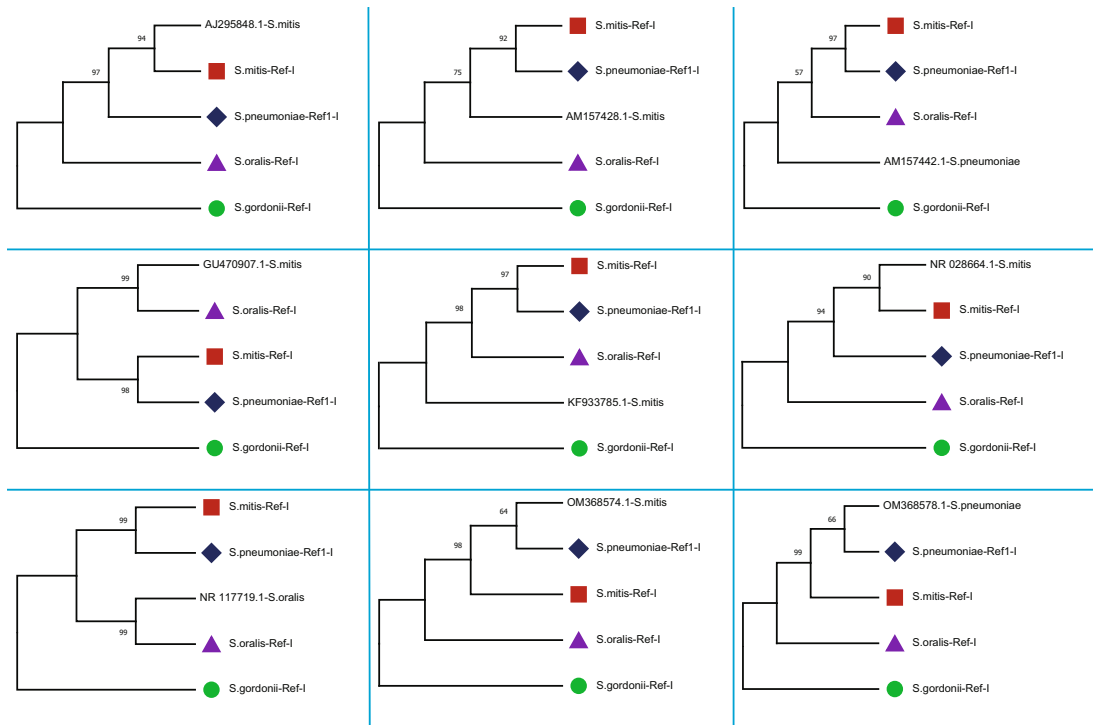 AJ295848.1-S.mitis
94
S.mitis-Ref-I
97
S.pneumoniae-Ref1-I
S.oralis-Ref-I
S.gordonii-Ref-I
S.mitis-Ref-I
92
S.pneumoniae-Ref1-I
75
AM157428.1-S.mitis
S.oralis-Ref-I
S.gordonii-Ref-I
S.mitis-Ref-I
97
S.pneumoniae-Ref1-I
57
S.oralis-Ref-I
AM157442.1-S.pneumoniae
S.gordonii-Ref-I
GU470907.1-S.mitis
99
S.oralis-Ref-I
S.mitis-Ref-I
98
S.pneumoniae-Ref1-I
S.gordonii-Ref-I
S.mitis-Ref-I
97
S.pneumoniae-Ref1-I
98
S.oralis-Ref-I
KF933785.1-S.mitis
S.gordonii-Ref-I
NR 028664.1-S.mitis
90
S.mitis-Ref-I
94
S.pneumoniae-Ref1-I
S.oralis-Ref-I
S.gordonii-Ref-I
S.mitis-Ref-I
99
S.pneumoniae-Ref1-I
NR 117719.1-S.oralis
99
S.oralis-Ref-I
S.gordonii-Ref-I
OM368574.1-S.mitis
64
S.pneumoniae-Ref1-I
98
S.mitis-Ref-I
S.oralis-Ref-I
S.gordonii-Ref-I
OM368578.1-S.pneumoniae
66
S.pneumoniae-Ref1-I
99
S.mitis-Ref-I
S.oralis-Ref-I
S.gordonii-Ref-I